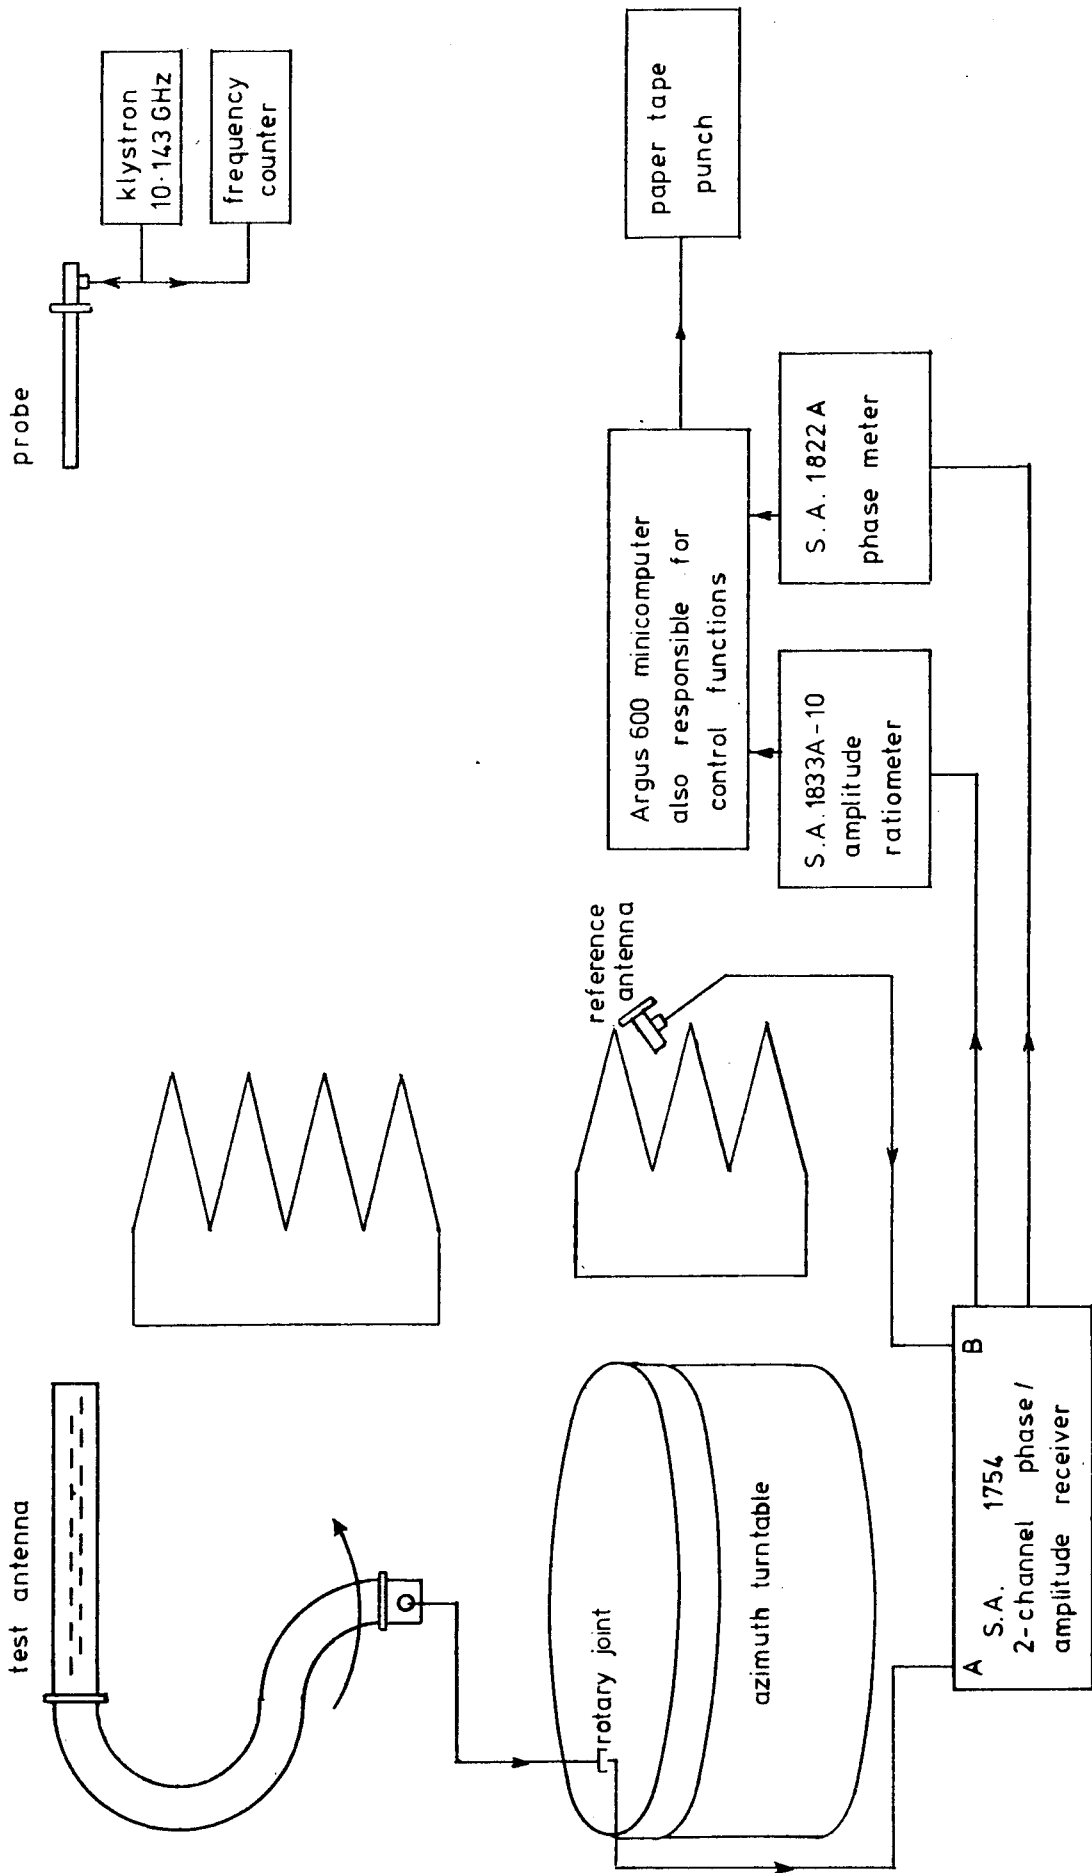 test antenna
probe
klystron
10·143 GHz
frequency
counter
reference
antenna
rotary joint
azimuth turntable
Argus 600 minicomputer
also responsible for
control functions
paper tape
punch
S.A.1833A-10
amplitude
ratiometer
S. A. 1822 A
phase meter
A
B
S.A. 1754
2-channel phase/
amplitude receiver